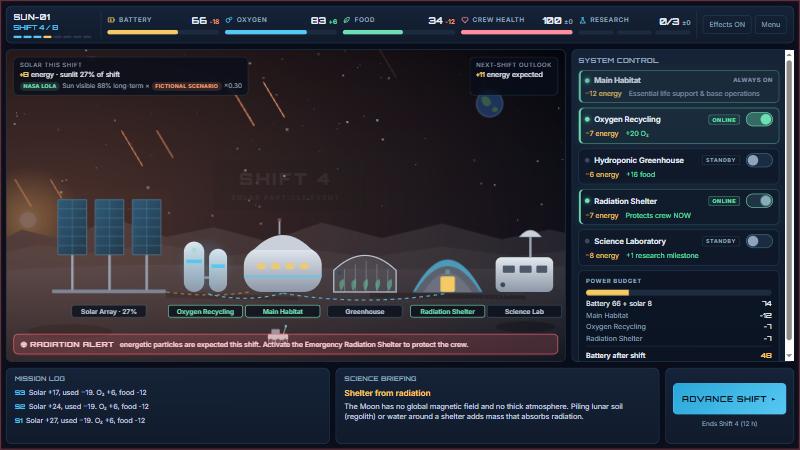 SUN-01
SHIFT 4 / 8
BATTERY 66 -18
OXYGEN 83 +6
FOOD 34 -12
CREW HEALTH 100 ±0
RESEARCH 0/3 ±0
Effects ON
Menu
SOLAR THIS SHIFT
+8 energy · sunlit 27% of shift
NASA LOLA Sun visible 88% long-term × FICTIONAL SCENARIO ×0.30
NEXT-SHIFT OUTLOOK
+11 energy expected
SHIFT 4
SOLAR PARTICLE EVENT
Solar Array · 27%
Oxygen Recycling
Main Habitat
Greenhouse
Radiation Shelter
Science Lab
RADIATION ALERT energetic particles are expected this shift. Activate the Emergency Radiation Shelter to protect the crew.
SYSTEM CONTROL
Main Habitat ALWAYS ON
-12 energy Essential life support & base operations
Oxygen Recycling ONLINE
-7 energy +20 O₂
Hydroponic Greenhouse STANDBY
-6 energy +16 food
Radiation Shelter ONLINE
-7 energy Protects crew NOW
Science Laboratory STANDBY
-8 energy +1 research milestone
POWER BUDGET
Battery 66 + solar 8 74
Main Habitat -12
Oxygen Recycling -7
Radiation Shelter -7
Battery after shift 48
MISSION LOG
S3 Solar +17, used -19. O₂ +6, food -12
S2 Solar +24, used -19. O₂ +6, food -12
S1 Solar +27, used -19. O₂ +6, food -12
SCIENCE BRIEFING
Shelter from radiation
The Moon has no global magnetic field and no thick atmosphere. Piling lunar soil
(regolith) or water around a shelter adds mass that absorbs radiation.
ADVANCE SHIFT ▸
Ends Shift 4 (12 h)